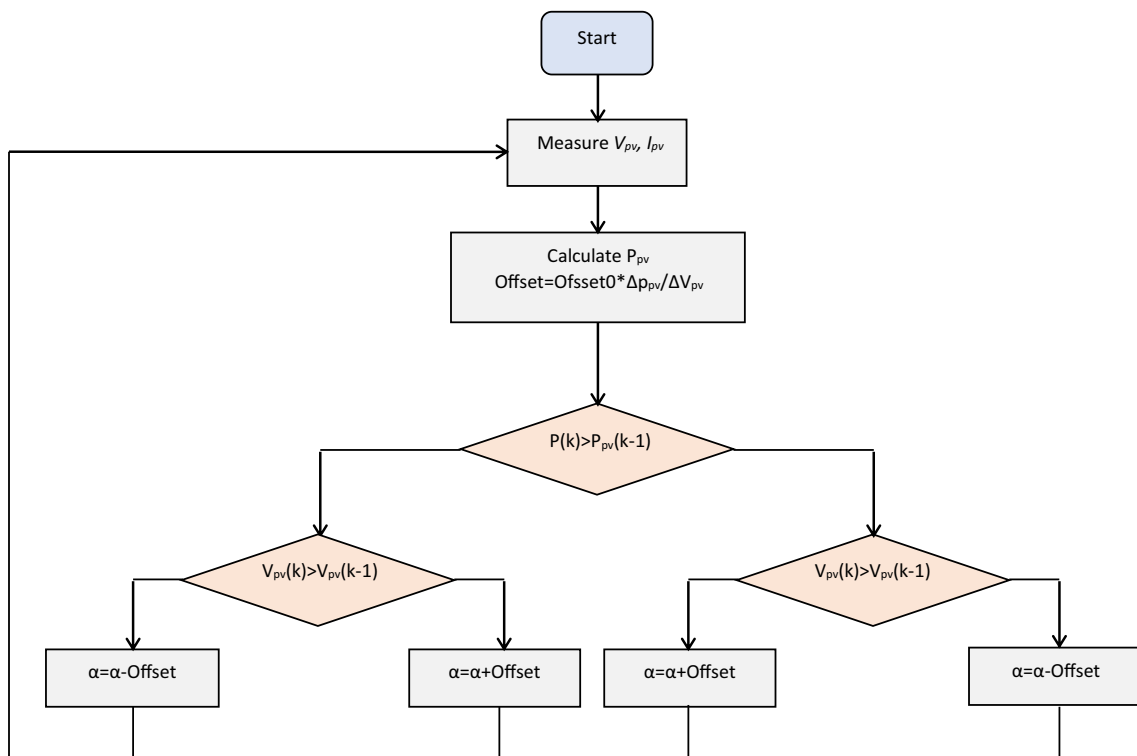 Start
Measure Vpv, Ipv
Calculate Ppv
Offset=Ofsset0*Δppv/ΔVpv
P(k)>Ppv(k-1)
Vpv(k)>Vpv(k-1)
Vpv(k)>Vpv(k-1)
α=α-Offset
α=α+Offset
α=α+Offset
α=α-Offset